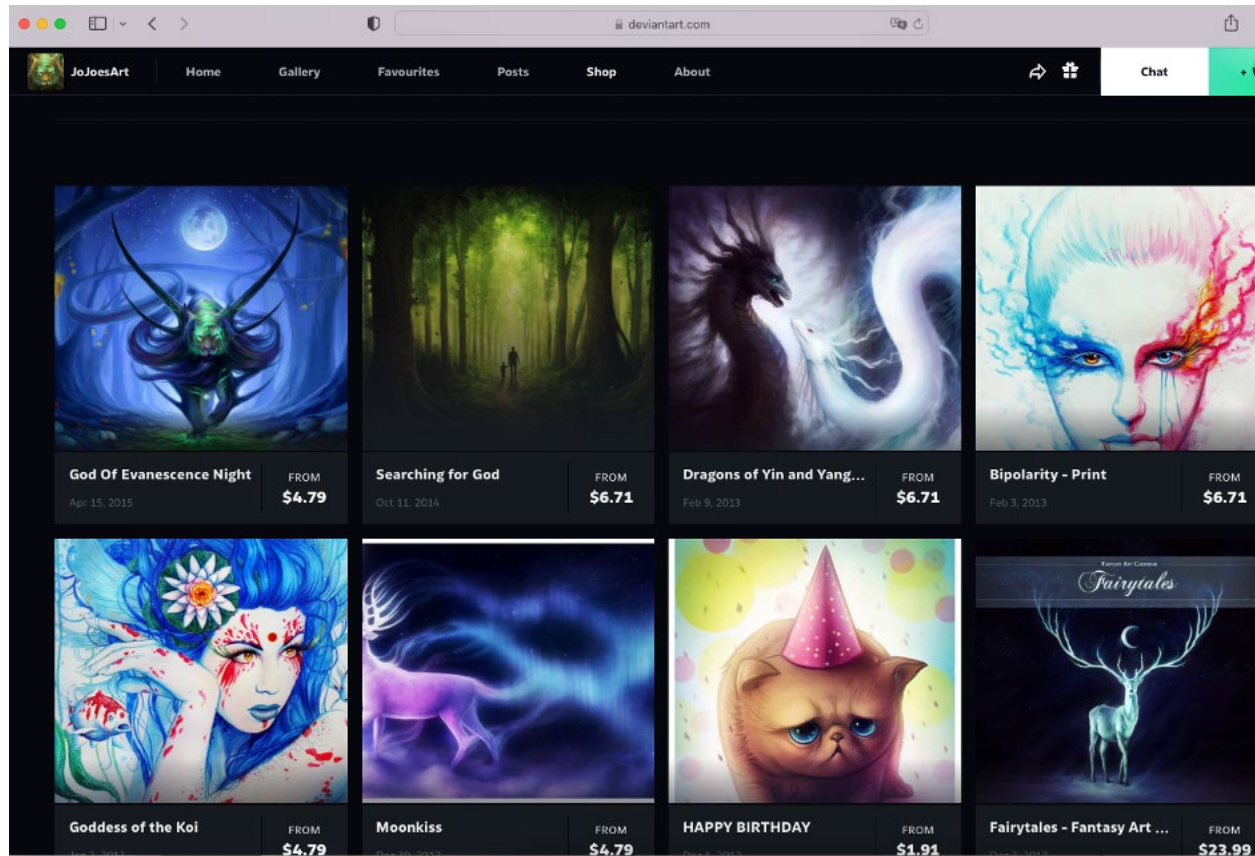 deviantart.com
JoJoesArt
Home
Gallery
Favourites
Posts
Shop
About
Chat
+
God Of Evanescence Night
Apr 15, 2015
FROM
$4.79
Searching for God
Oct 11, 2014
FROM
$6.71
Dragons of Yin and Yang...
Feb 9, 2013
FROM
$6.71
Bipolarity - Print
Feb 3, 2013
FROM
$6.71
Fantasy Art Calendar
Fairytales
Goddess of the Koi
FROM
$4.79
Moonkiss
FROM
$4.79
HAPPY BIRTHDAY
FROM
$1.91
Fairytales - Fantasy Art ...
FROM
$23.99